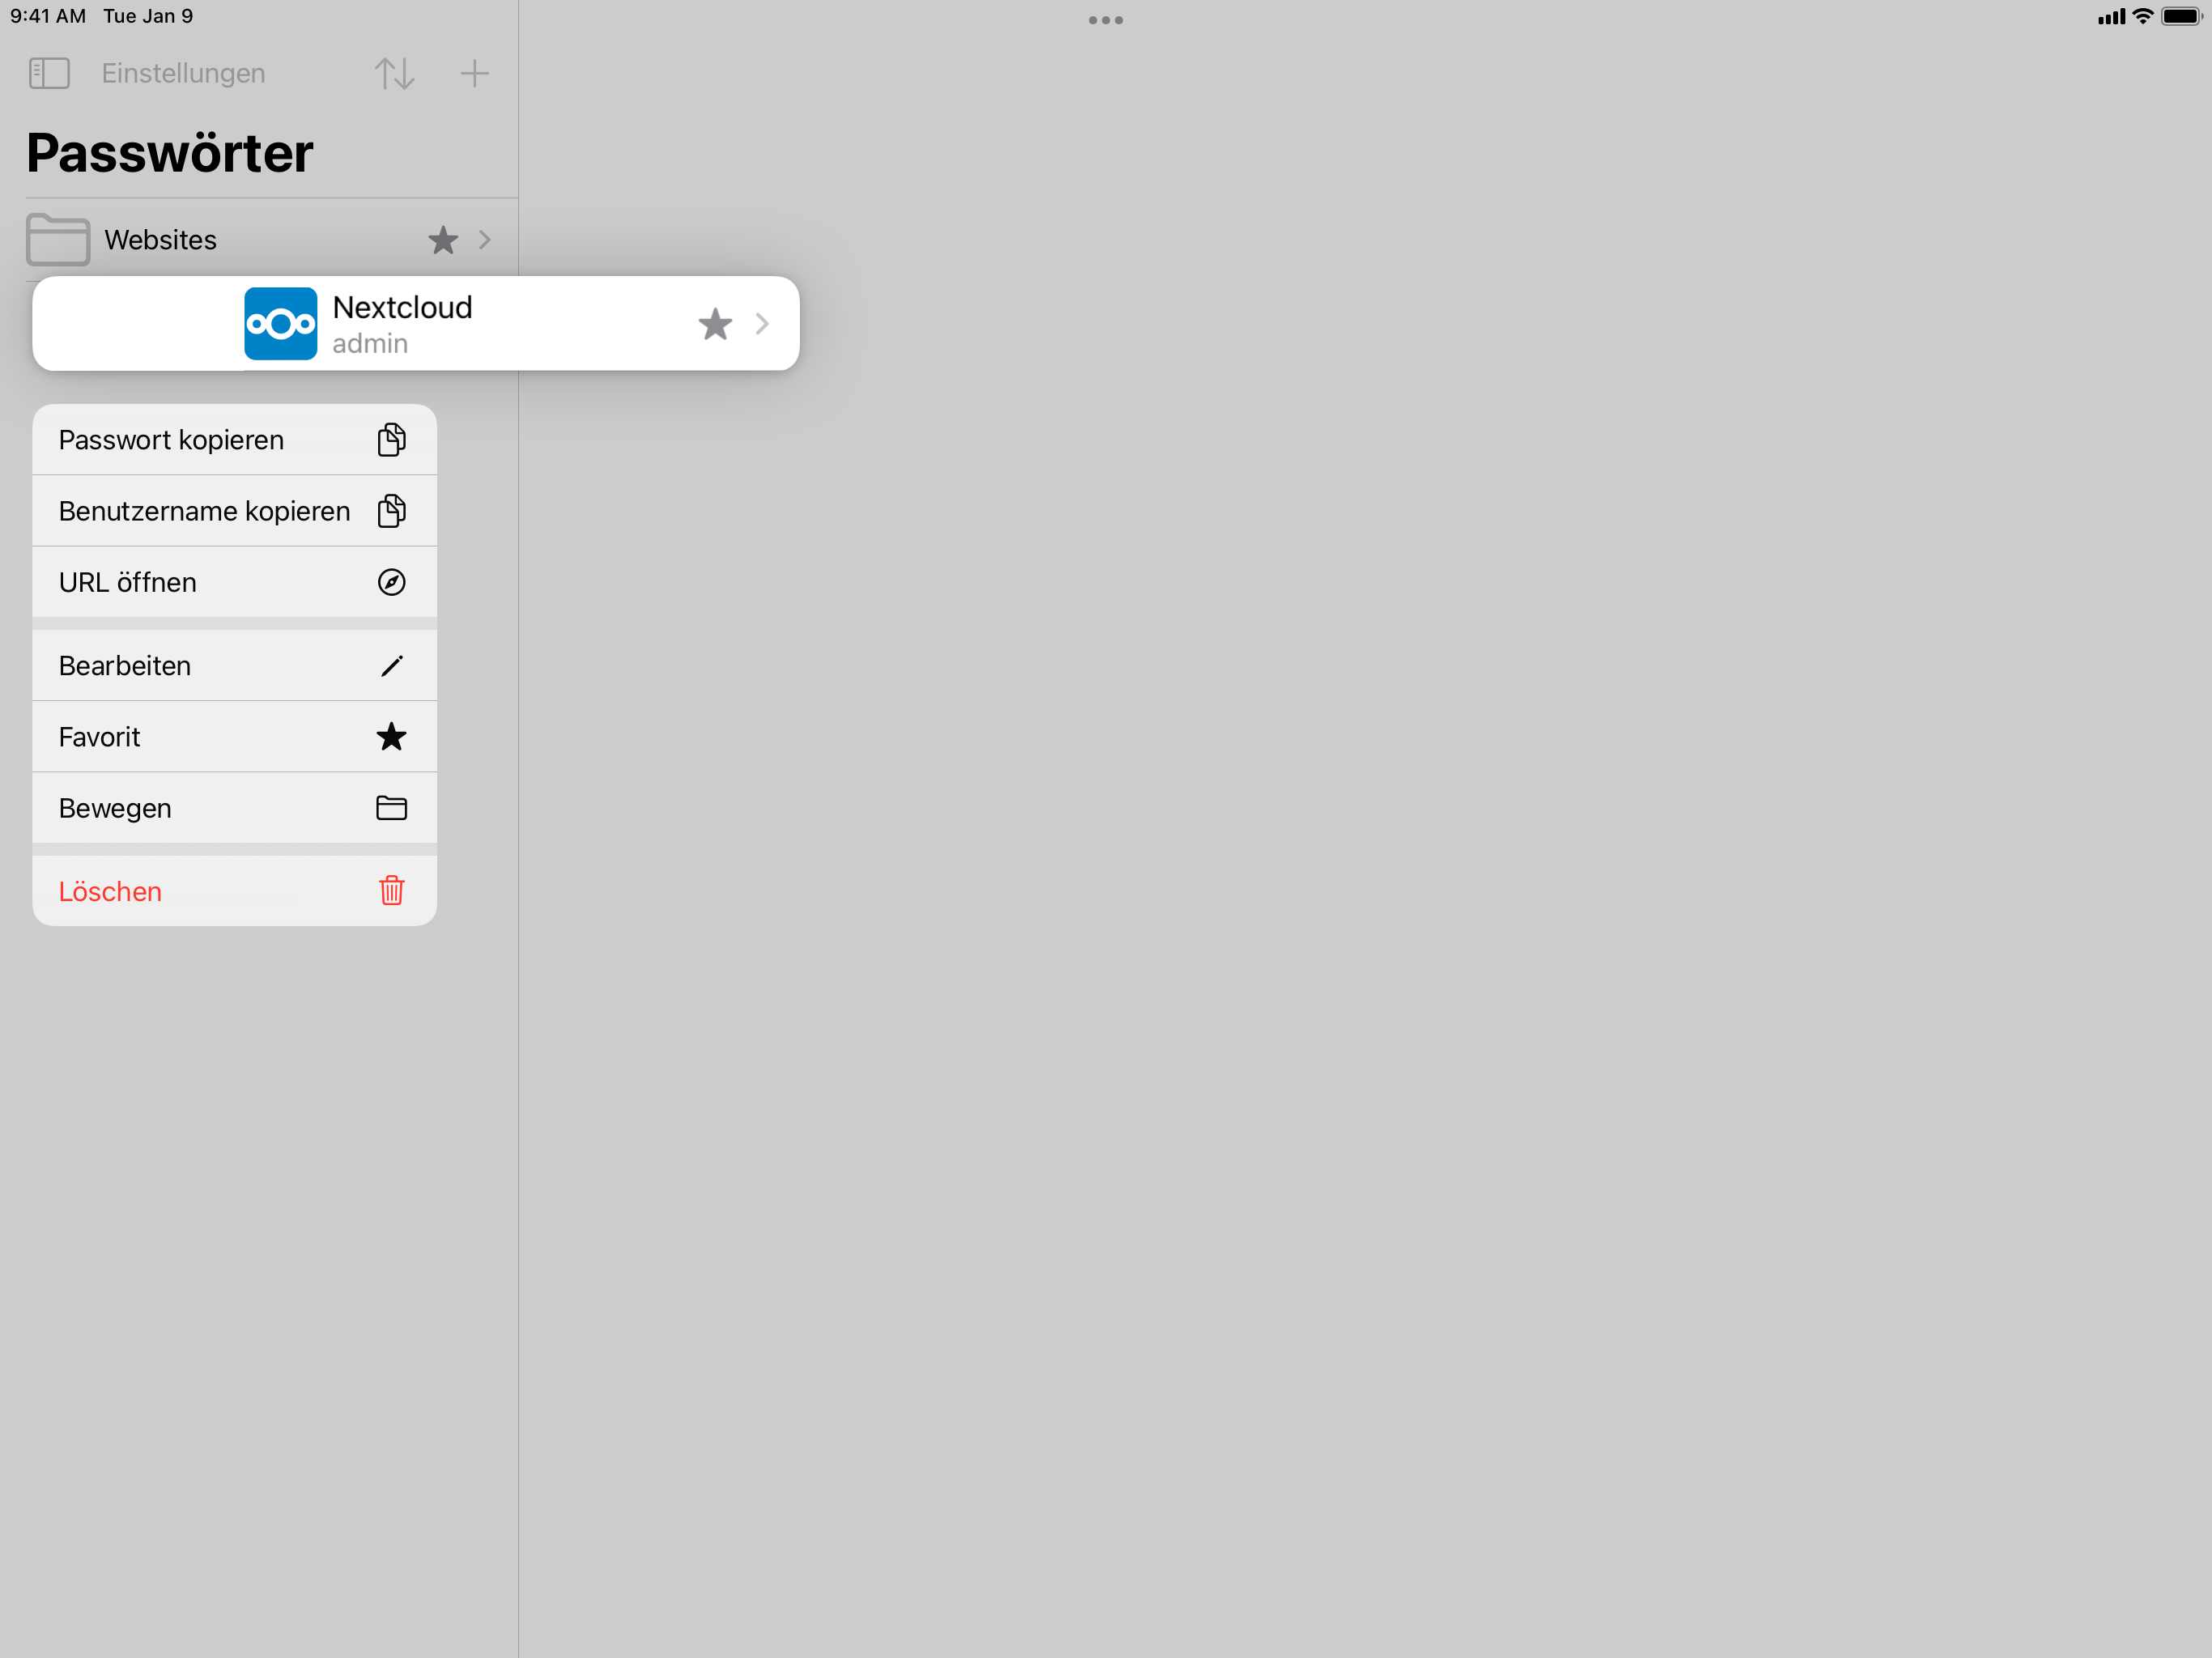 9:41 AM Tue Jan 9
Einstellungen
Passwörter
Websites
Nextcloud
admin
Passwort kopieren
Benutzername kopieren
URL öffnen
Bearbeiten
Favorit
Bewegen
Löschen